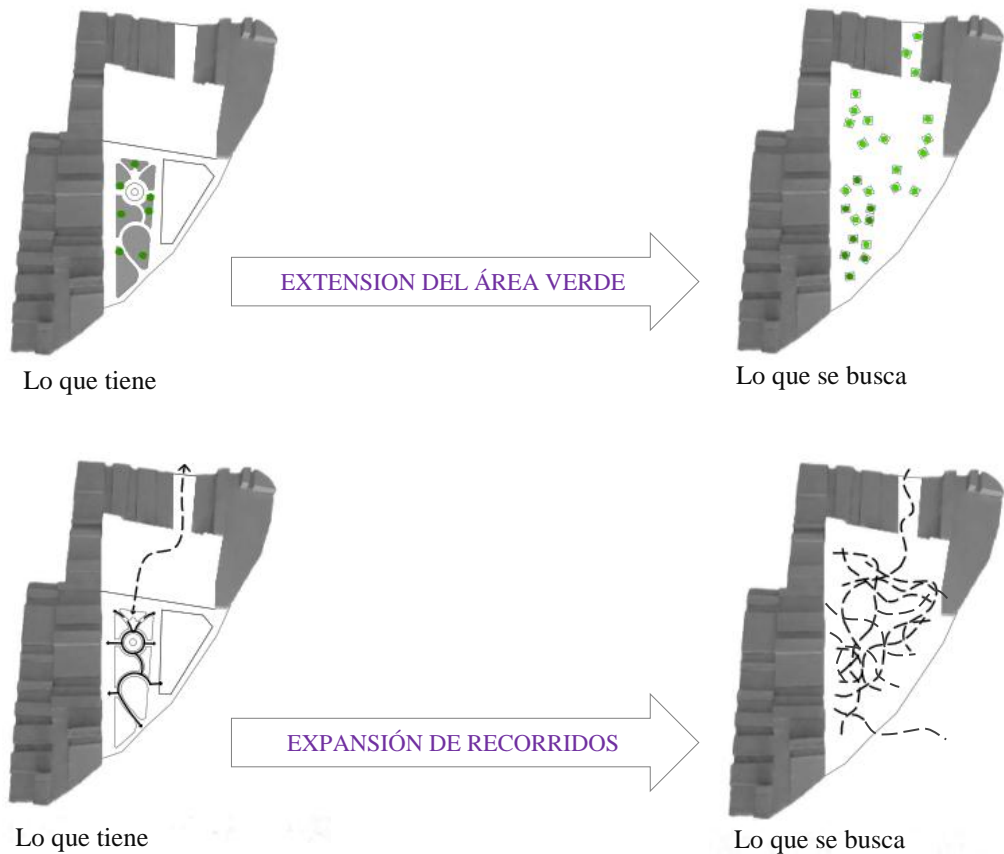 EXTENSION DEL ÁREA VERDE
Lo que tiene
Lo que se busca
EXPANSIÓN DE RECORRIDOS
Lo que tiene
Lo que se busca